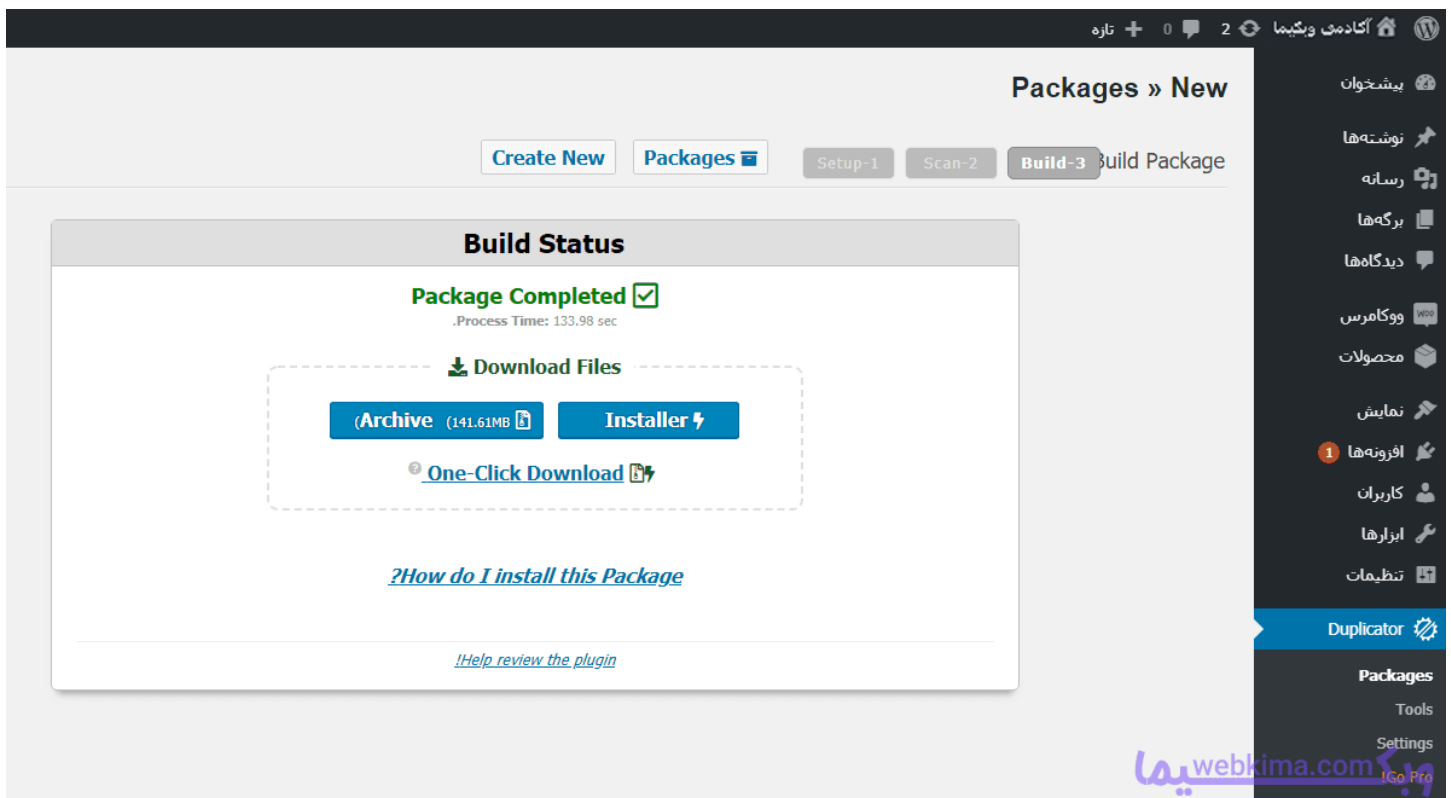 آکادمی وبکیما 2 0 تازه
پیشخوان
نوشته‌ها
رسانه
برگه‌ها
دیدگاه‌ها
ووکامرس
محصولات
نمایش
افزونه‌ها 1
کاربران
ابزارها
تنظیمات
Duplicator
Packages
Tools
Settings
!Go Pro
Packages » New
Create New Packages Setup-1 Scan-2 Build-3 Build Package
Build Status
Package Completed
.Process Time: 133.98 sec
Download Files
(Archive (141.61MB Installer
One-Click Download
?How do I install this Package
!Help review the plugin
webkima.com وبکیما